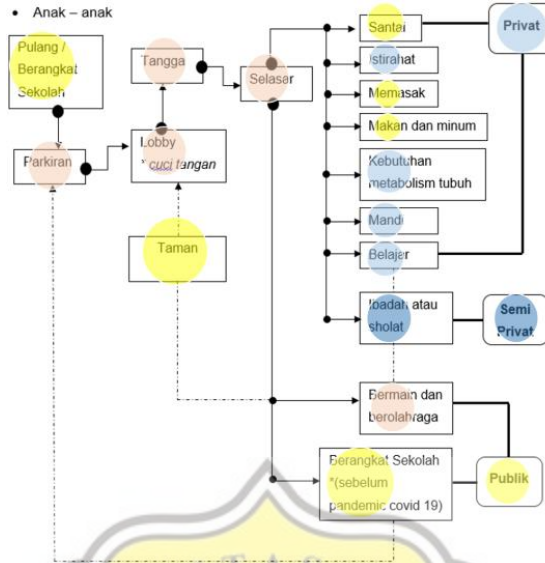 • Anak – anak
Pulang /
Berangkat
Sekolah
Parkiran
Tangga
Lobby
* cuci tangan
Taman
Selasar
Santai
Istirahat
Memasak
Makan dan minum
Kebutuhan
metabolism tubuh
Mandi
Belajar
Ibadah atau
sholat
Bermain dan
berolahraga
Berangkat Sekolah
*(sebelum
pandemic covid 19)
Privat
Semi
Privat
Publik